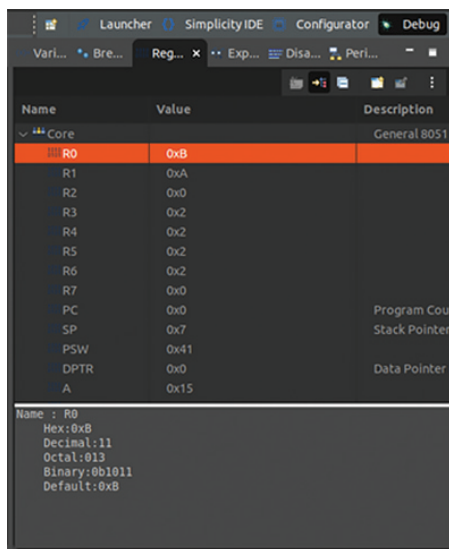 Launcher {} Simplicity IDE Configurator Debug
Vari... Bre... Reg... × Exp... Disa... Peri...
Name Value Description
Core General 8051
R0 0xB
R1 0xA
R2 0x0
R3 0x2
R4 0x2
R5 0x2
R6 0x2
R7 0x0
PC 0x0 Program Cou
SP 0x7 Stack Pointer
PSW 0x41
DPTR 0x0 Data Pointer
A 0x15
Name : R0
Hex:0xB
Decimal:11
Octal:013
Binary:0b1011
Default:0xB